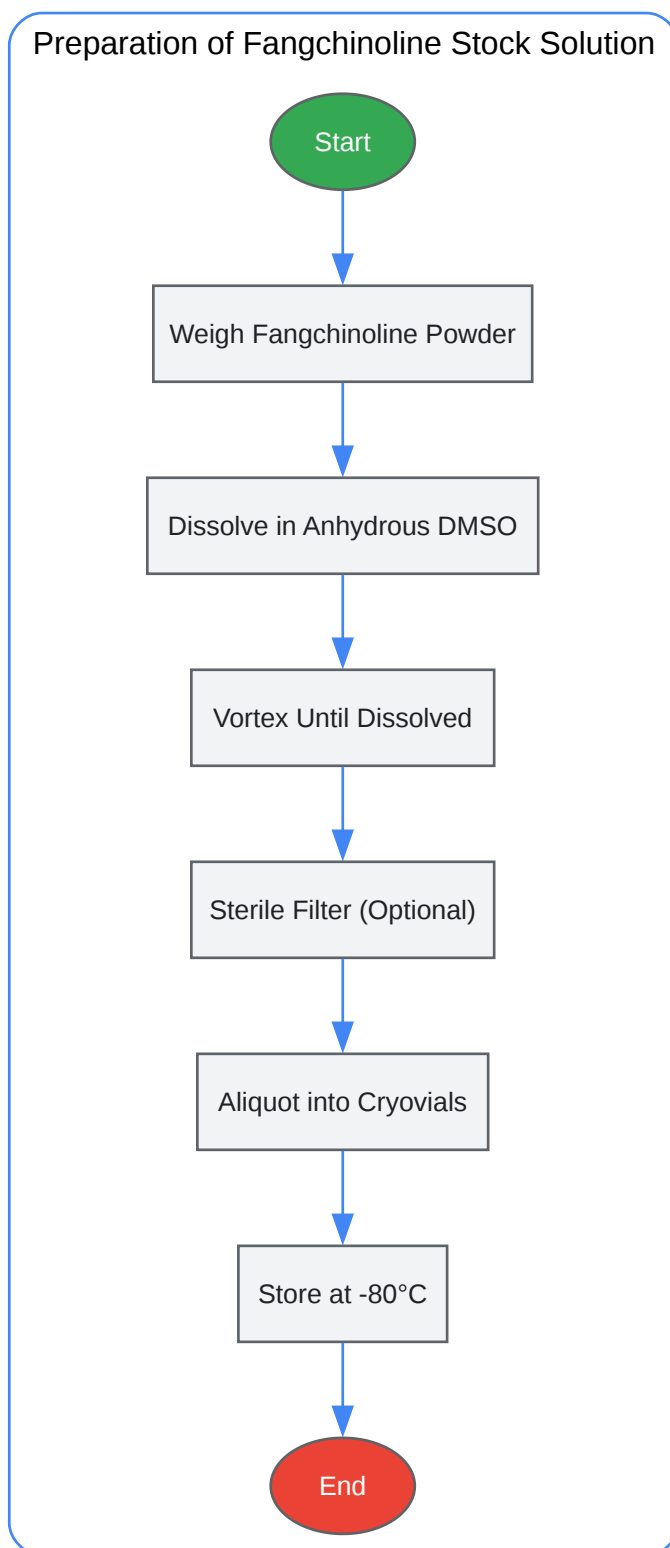 Preparation of Fangchinoline Stock Solution
Start
Weigh Fangchinoline Powder
Dissolve in Anhydrous DMSO
Vortex Until Dissolved
Sterile Filter (Optional)
Aliquot into Cryovials
Store at -80°C
End